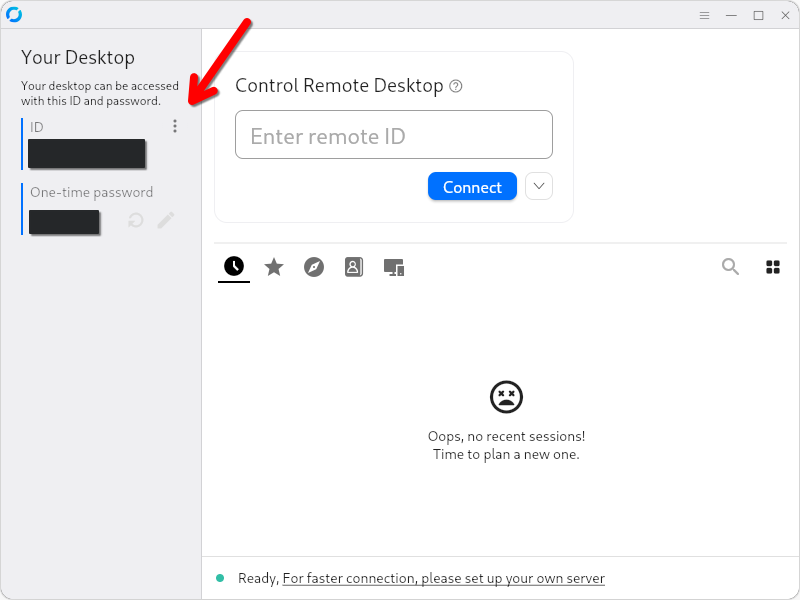 Your Desktop
Your desktop can be accessed
with this ID and password.
ID
One-time password
Control Remote Desktop
Enter remote ID
Connect
Oops, no recent sessions!
Time to plan a new one.
Ready, For faster connection, please set up your own server